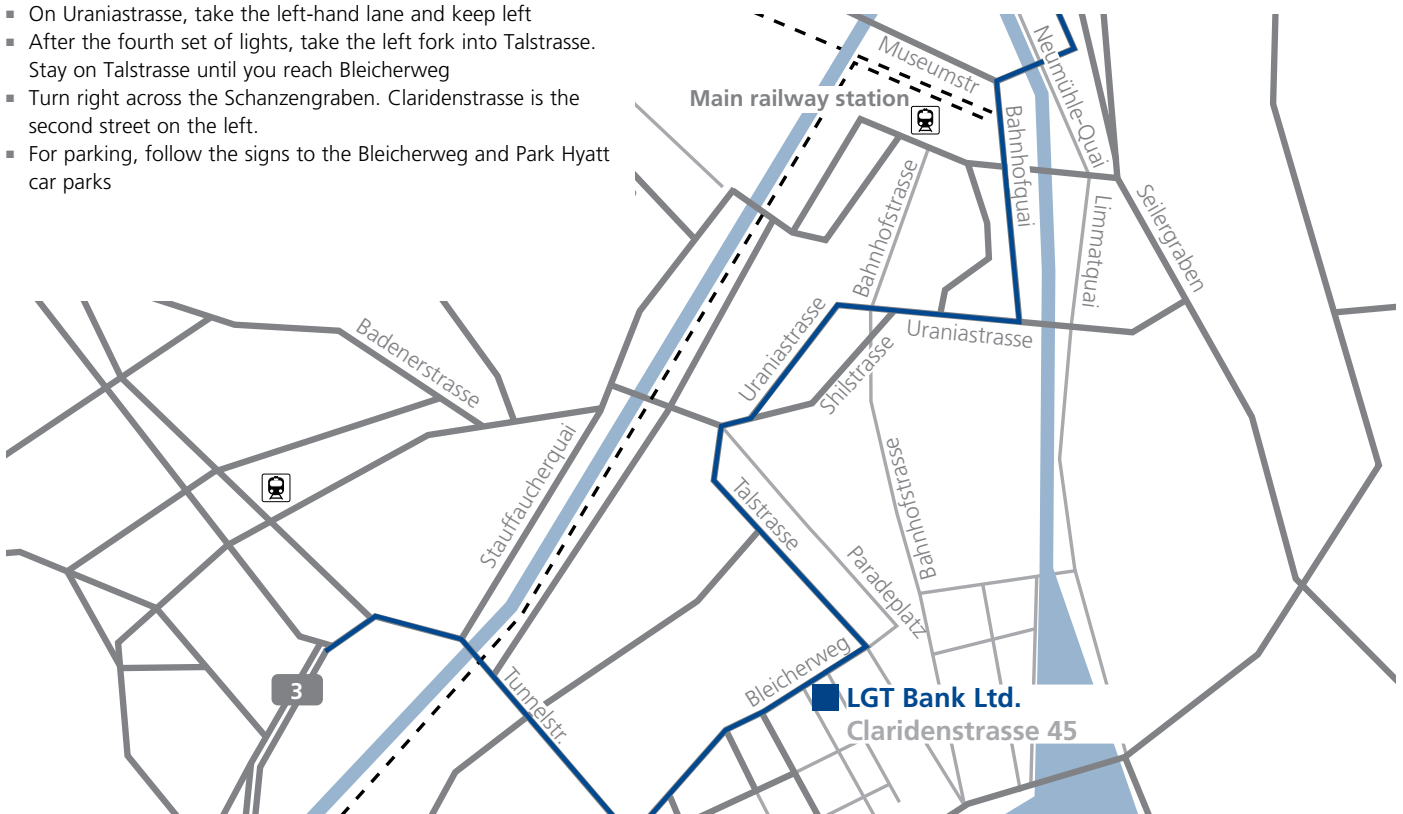 ▪ On Uraniastrasse, take the left-hand lane and keep left
▪ After the fourth set of lights, take the left fork into Talstrasse.
Stay on Talstrasse until you reach Bleicherweg
▪ Turn right across the Schanzengraben. Claridenstrasse is the
second street on the left.
▪ For parking, follow the signs to the Bleicherweg and Park Hyatt
car parks
Museumstr
Neumühle-Quai
Main railway station
Bahnhofquai
Bahnhofstrasse
Limmatquai
Seilergraben
Uraniastrasse
Uraniastrasse
Shilstrasse
Badenerstrasse
Stauffaucherquai
Bahnhofstrasse
Talstrasse
Paradeplatz
Bleicherweg
Tunnelstr.
3
LGT Bank Ltd.
Claridenstrasse 45